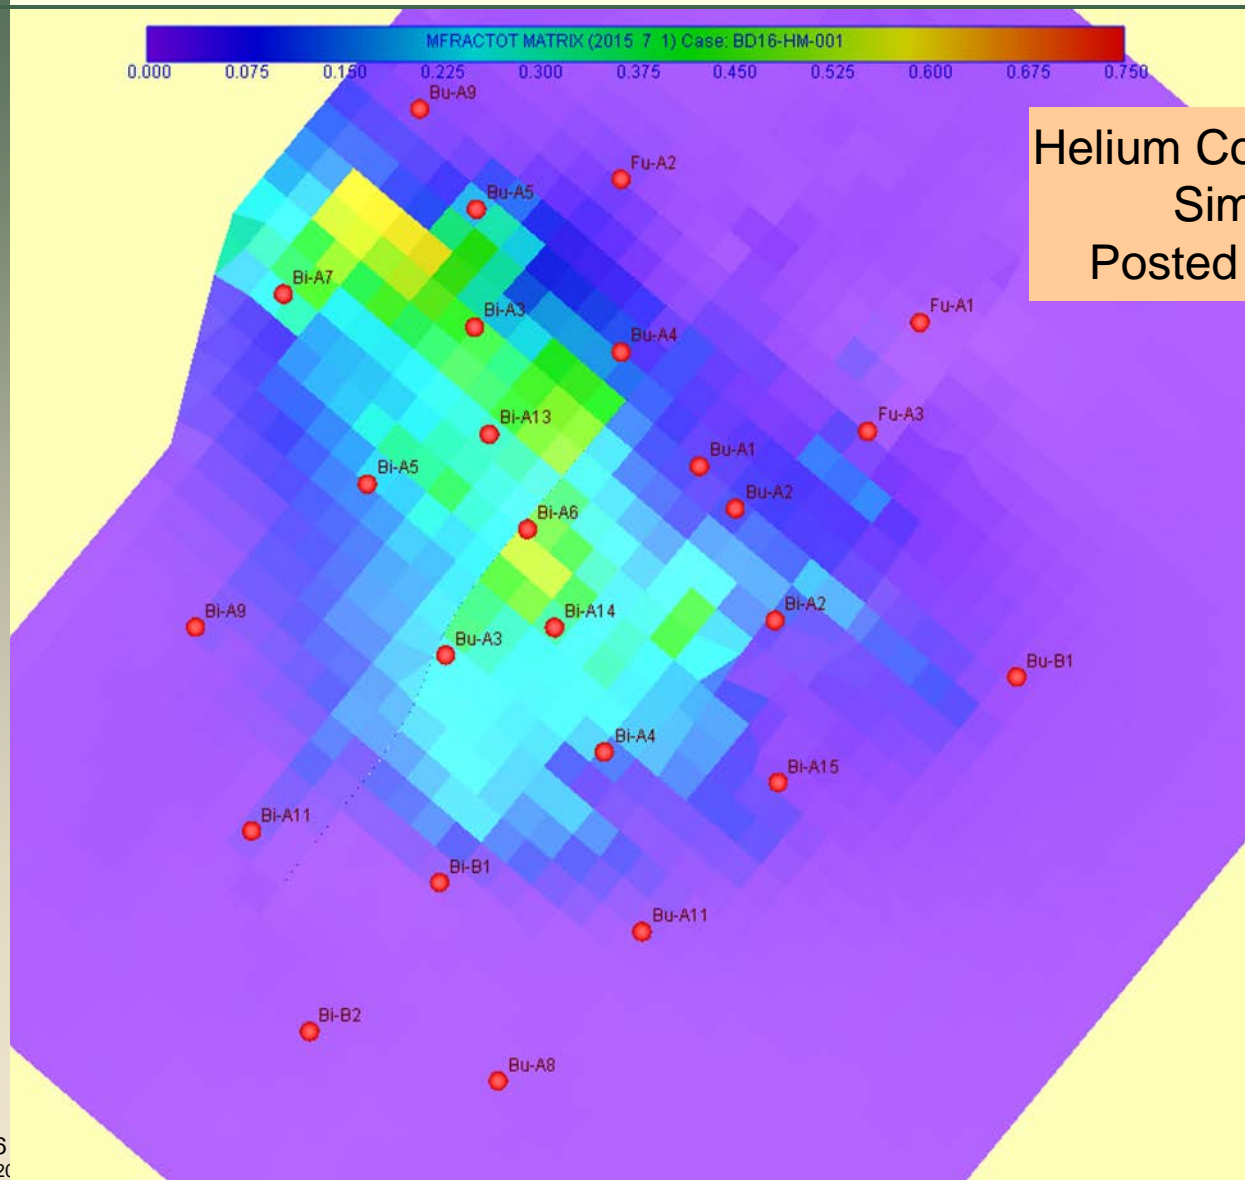 MFRACTOT MATRIX (2015 7 1) Case: BD16-HM-001
0.000 0.075 0.150 0.225 0.300 0.375 0.450 0.525 0.600 0.675 0.750
Bu-A9
Helium Co
Sim
Posted
Fu-A2
Bu-A5
Bi-A7
Bi-A3
Fu-A1
Bu-A4
Bi-A13
Fu-A3
Bu-A1
Bi-A5
Bu-A2
Bi-A6
Bi-A9
Bi-A14
Bi-A2
Bu-A3
Bu-B1
Bi-A4
Bi-A15
Bi-A11
Bi-B1
Bu-A11
Bi-B2
Bu-A8
6
20